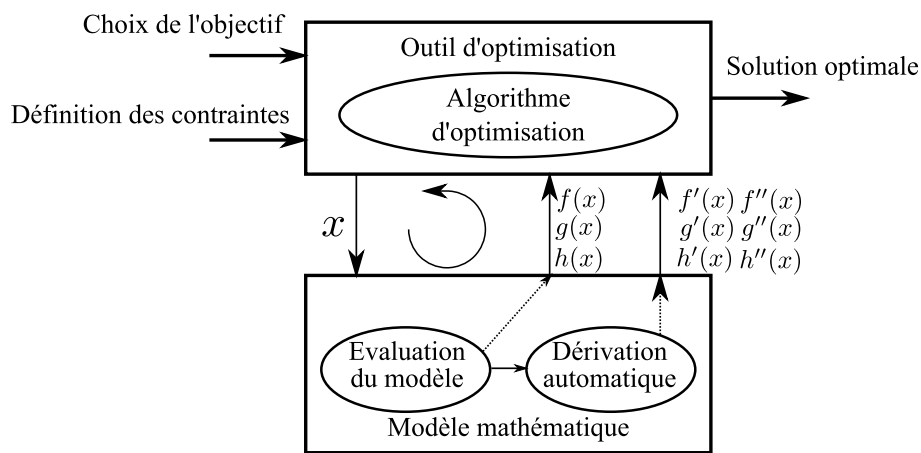 Choix de l'objectif
Définition des contraintes
Outil d'optimisation
Algorithme
d'optimisation
Solution optimale
x
f(x)
g(x)
h(x)
f′(x) f′′(x)
g′(x) g′′(x)
h′(x) h′′(x)
Evaluation
du modèle
Dérivation
automatique
Modèle mathématique